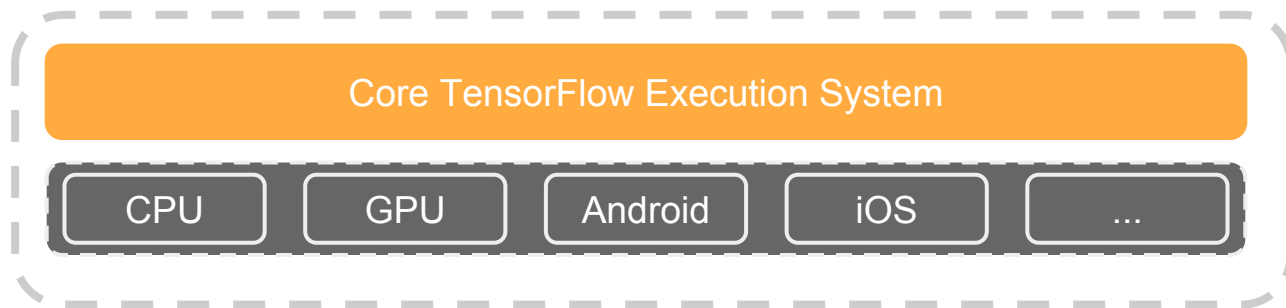 Core TensorFlow Execution System
CPU GPU Android iOS ...